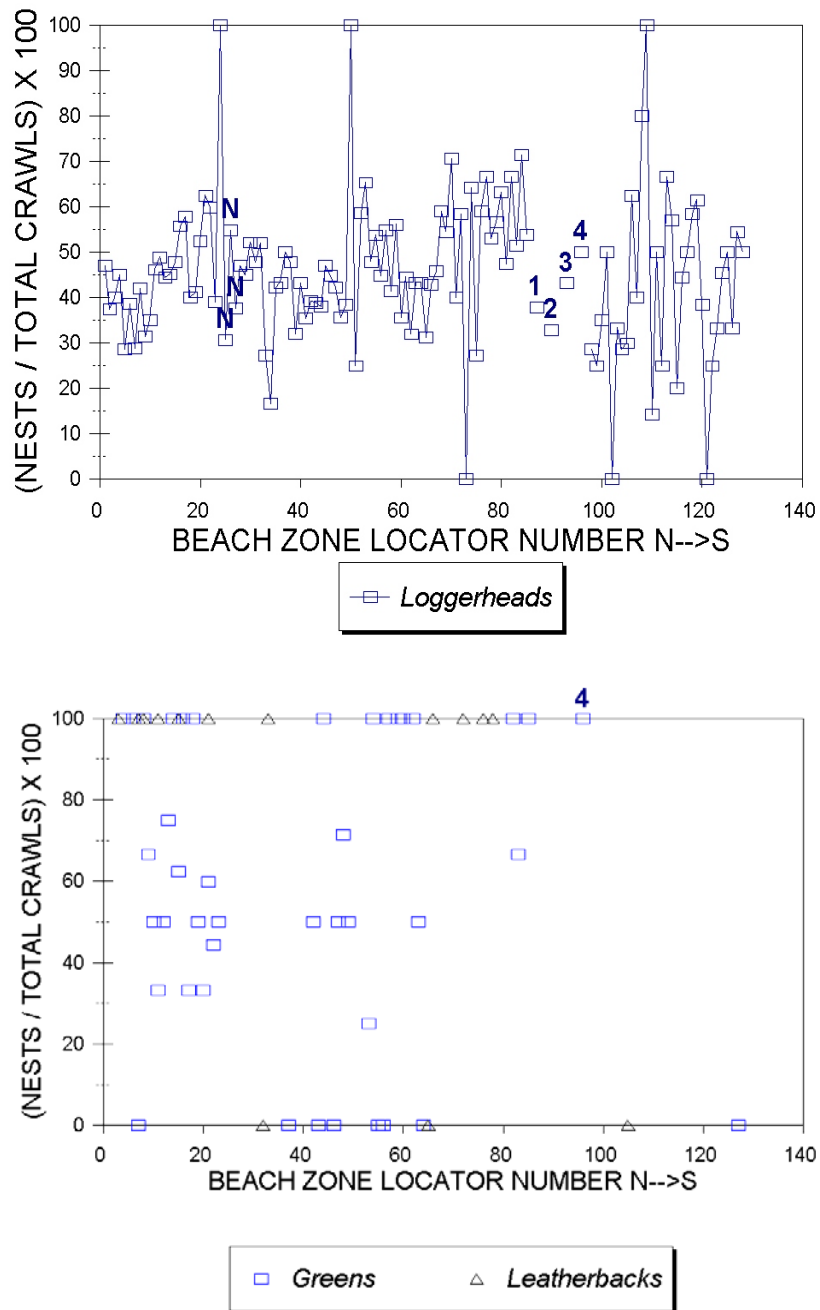 (NESTS / TOTAL CRAWLS) X 100
100
90
80
70
60
50
40
30
20
10
0
N
N
N
1
2
3
4
0 20 40 60 80 100 120 140
BEACH ZONE LOCATOR NUMBER N-->S
Loggerheads
(NESTS / TOTAL CRAWLS) X 100
4
100
80
60
40
20
0
0 20 40 60 80 100 120 140
BEACH ZONE LOCATOR NUMBER N-->S
Greens Leatherbacks